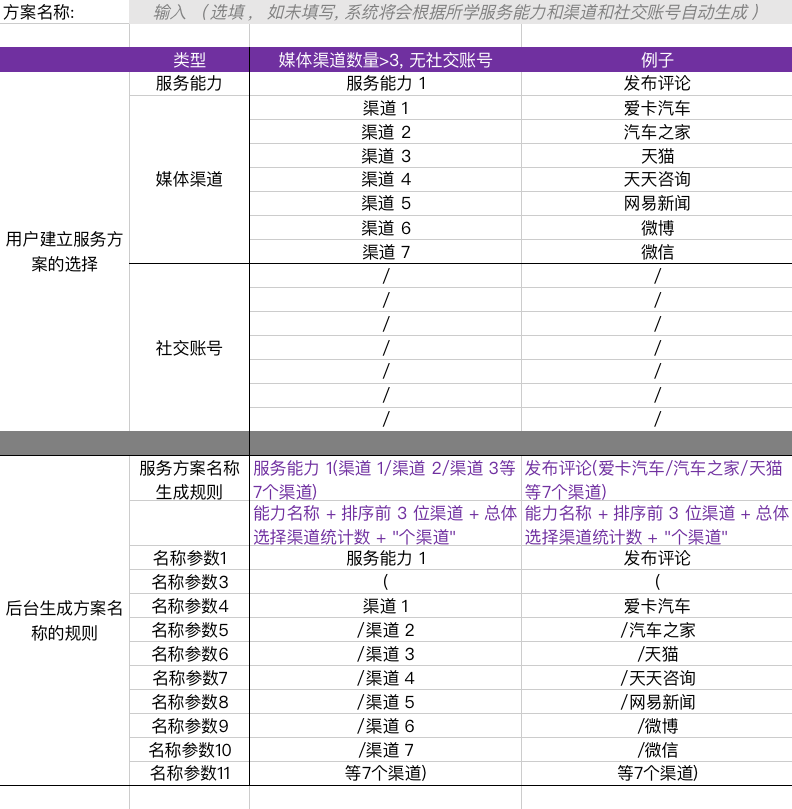 方案名称: 输入 （选填， 如未填写, 系统将会根据所学服务能力和渠道和社交账号自动生成 ）
类型 媒体渠道数量>3, 无社交账号 例子
服务能力 服务能力 1 发布评论
渠道 1 爱卡汽车
渠道 2 汽车之家
渠道 3 天猫
媒体渠道 渠道 4 天天咨询
渠道 5 网易新闻
用户建立服务方
案的选择
渠道 6 微博
渠道 7 微信
/ /
/ /
/ /
社交账号 / /
/ /
/ /
/ /
服务方案名称
生成规则
服务能力 1(渠道 1/渠道 2/渠道 3等
7个渠道)
发布评论(爱卡汽车/汽车之家/天猫
等7个渠道)
能力名称 + 排序前 3 位渠道 + 总体
选择渠道统计数 + "个渠道"
能力名称 + 排序前 3 位渠道 + 总体
选择渠道统计数 + "个渠道"
名称参数1 服务能力 1 发布评论
名称参数3 ( (
后台生成方案名
称的规则
名称参数4 渠道 1 爱卡汽车
名称参数5 /渠道 2 /汽车之家
名称参数6 /渠道 3 /天猫
名称参数7 /渠道 4 /天天咨询
名称参数8 /渠道 5 /网易新闻
名称参数9 /渠道 6 /微博
名称参数10 /渠道 7 /微信
名称参数11 等7个渠道) 等7个渠道)